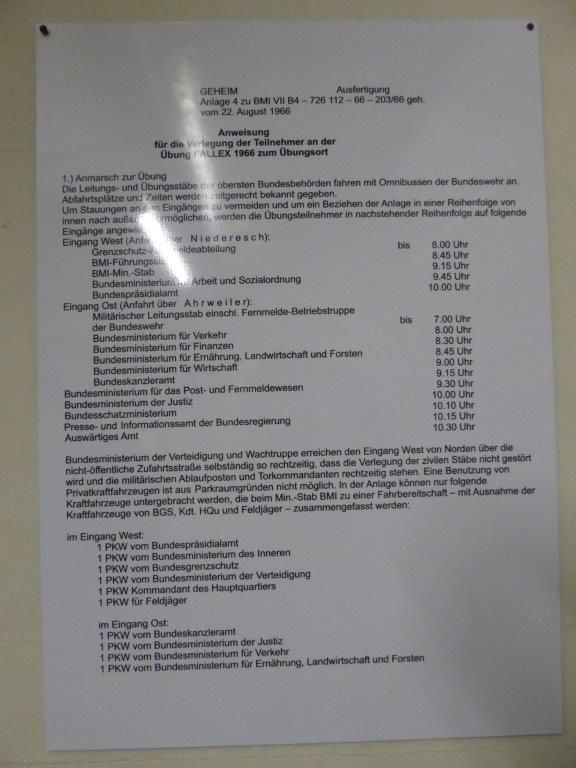 GEHEIM Ausfertigung
Anlage 4 zu BMI VII B4 – 726 112 – 66 – 203/66 geh.
vom 22. August 1966
Anweisung
für die Verlegung der Teilnehmer an der
Übung FALLEX 1966 zum Übungsort
1.) Anmarsch zur Übung
Die Leitungs- und Übungsstäbe der obersten Bundesbehörden fahren mit Omnibussen der Bundeswehr an.
Abfahrtsplätze und Zeiten werden zeitgerecht bekannt gegeben.
Um Stauungen an den Eingängen zu vermeiden und um ein Beziehen der Anlage in einer Reihenfolge von
innen nach außen zu ermöglichen, werden die Übungsteilnehmer in nachstehender Reihenfolge auf folgende
Eingänge
Eingang West (Anfahrt über N i e d e r e s c h):
Grenzschutz-Fernmeldeabteilung bis 8.00 Uhr
BMI-Führungsstab 8.45 Uhr
BMI-Min.-Stab 9.15 Uhr
Bundesministerium für Arbeit und Sozialordnung 9.45 Uhr
Bundespräsidialamt 10.00 Uhr
Eingang Ost (Anfahrt über A h r w e i l e r):
Militärischer Leitungsstab einschl. Fernmelde-Betriebstruppe
der Bundeswehr bis 7.00 Uhr
Bundesministerium für Verkehr 8.00 Uhr
Bundesministerium für Finanzen 8.30 Uhr
Bundesministerium für Ernährung, Landwirtschaft und Forsten 8.45 Uhr
Bundesministerium für Wirtschaft 9.00 Uhr
Bundeskanzleramt 9.15 Uhr
Bundesministerium für das Post- und Fernmeldewesen 9.30 Uhr
Bundesministerium der Justiz 10.00 Uhr
Bundesschatzministerium 10.10 Uhr
Presse- und Informationsamt der Bundesregierung 10.15 Uhr
Auswärtiges Amt 10.30 Uhr
Bundesministerium der Verteidigung und Wachtruppe erreichen den Eingang West von Norden über die
nicht-öffentliche Zufahrtsstraße selbständig so rechtzeitig, dass die Verlegung der zivilen Stäbe nicht gestört
wird und die militärischen Ablaufposten und Torkommandanten rechtzeitig stehen. Eine Benutzung von
Privatkraftfahrzeugen ist aus Parkraumgründen nicht möglich. In der Anlage können nur folgende
Kraftfahrzeuge untergebracht werden, die beim Min.-Stab BMI zu einer Fahrbereitschaft – mit Ausnahme der
Kraftfahrzeuge von BGS, Kdt. HQu und Feldjäger – zusammengefasst werden:
im Eingang West:
1 PKW vom Bundespräsidialamt
1 PKW vom Bundesministerium des Inneren
1 PKW vom Bundesgrenzschutz
1 PKW vom Bundesministerium der Verteidigung
1 PKW Kommandant des Hauptquartiers
1 PKW für Feldjäger
im Eingang Ost:
1 PKW vom Bundeskanzleramt
1 PKW vom Bundesministerium der Justiz
1 PKW vom Bundesministerium für Verkehr
1 PKW vom Bundesministerium für Ernährung, Landwirtschaft und Forsten